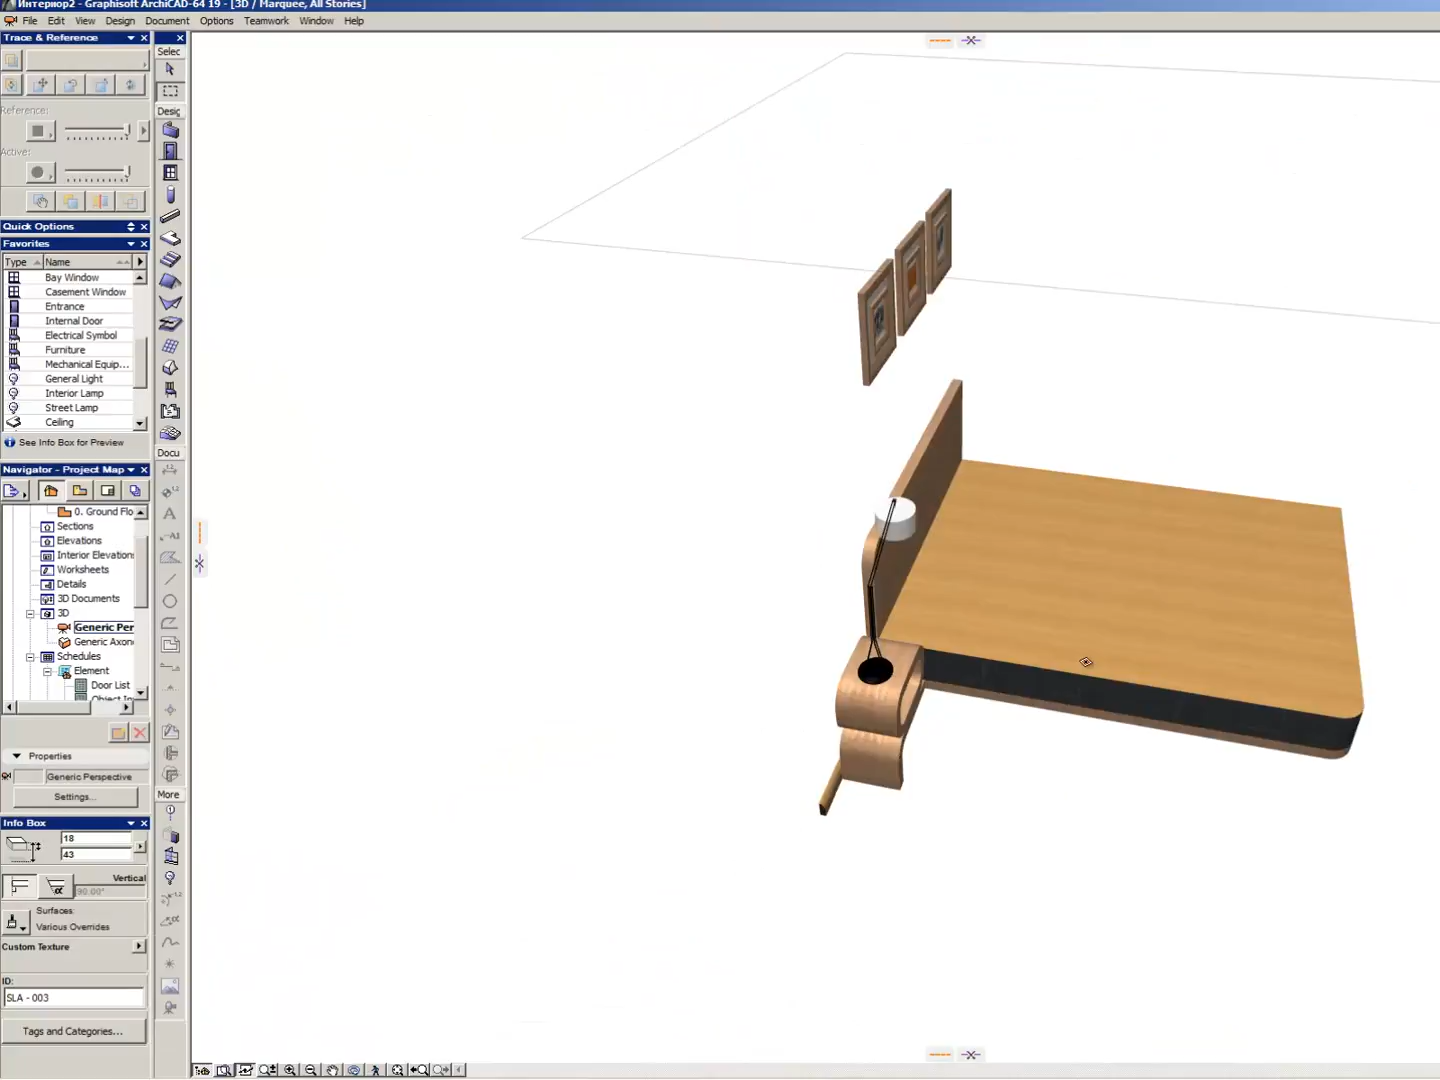 Интериор2 - Graphisoft ArchiCAD-64 19 - [3D / Marquee, All Stories]
File Edit View Design Document Options Teamwork Window Help
Trace & Reference
Selec
Reference:
Active:
Desig
Quick Options
Favorites
Type Name
Bay Window
Casement Window
Entrance
Internal Door
Electrical Symbol
Furniture
Mechanical Equip...
General Light
Interior Lamp
Street Lamp
Ceiling
See Info Box for Preview
Docu
Navigator - Project Map
0. Ground Flo
Sections
Elevations
Interior Elevation
Worksheets
Details
3D Documents
3D
Generic Per
Generic Axon
Schedules
Element
Door List
Properties
Generic Perspective
Settings...
More
Info Box
18
43
Vertical
90.00°
Surfaces:
Various Overrides
Custom Texture
ID:
SLA - 003
Tags and Categories...